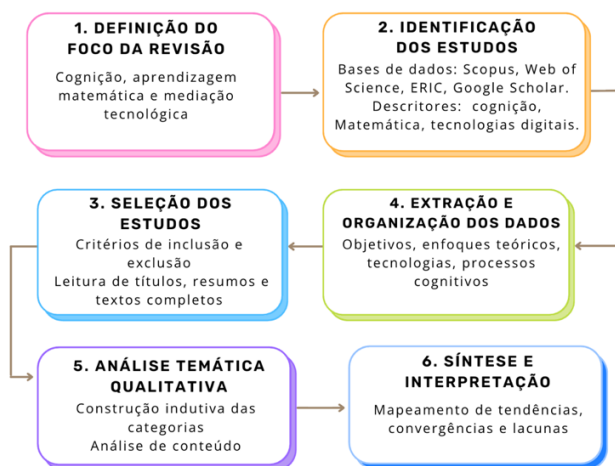 1. DEFINIÇÃO DO
FOCO DA REVISÃO
Cognição, aprendizagem
matemática e mediação
tecnológica
2. IDENTIFICAÇÃO
DOS ESTUDOS
Bases de dados: Scopus, Web of
Science, ERIC, Google Scholar.
Descritores: cognição,
Matemática, tecnologias digitais.
3. SELEÇÃO DOS
ESTUDOS
Critérios de inclusão e
exclusão
Leitura de títulos, resumos e
textos completos
4. EXTRAÇÃO E
ORGANIZAÇÃO DOS DADOS
Objetivos, enfoques teóricos,
tecnologias, processos
cognitivos
5. ANÁLISE TEMÁTICA
QUALITATIVA
Construção indutiva das
categorias
Análise de conteúdo
6. SÍNTESE E
INTERPRETAÇÃO
Mapeamento de tendências,
convergências e lacunas